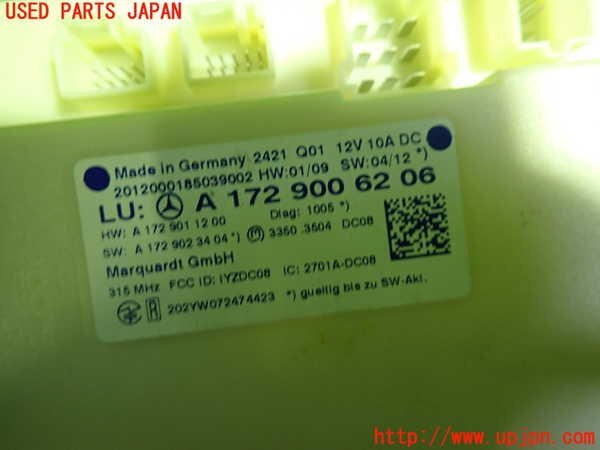 USED PARTS JAPAN
Made in Germany 2421 Q01 12V 10A DC
2012000185039002 HW:01/09 SW:04/12 *)
LU: A 172 900 62 06
HW: A 172 901 12 00 Diag: 1005 *)
SW: A 172 902 34 04 *) M 3350.3504 DC08
Marquardt GmbH
315 MHz FCC ID: IYZDC08 IC: 2701A-DC08
R 202YW072474423 *) gueltig bis zu SW-Akt.
http://www.upjpn.com/